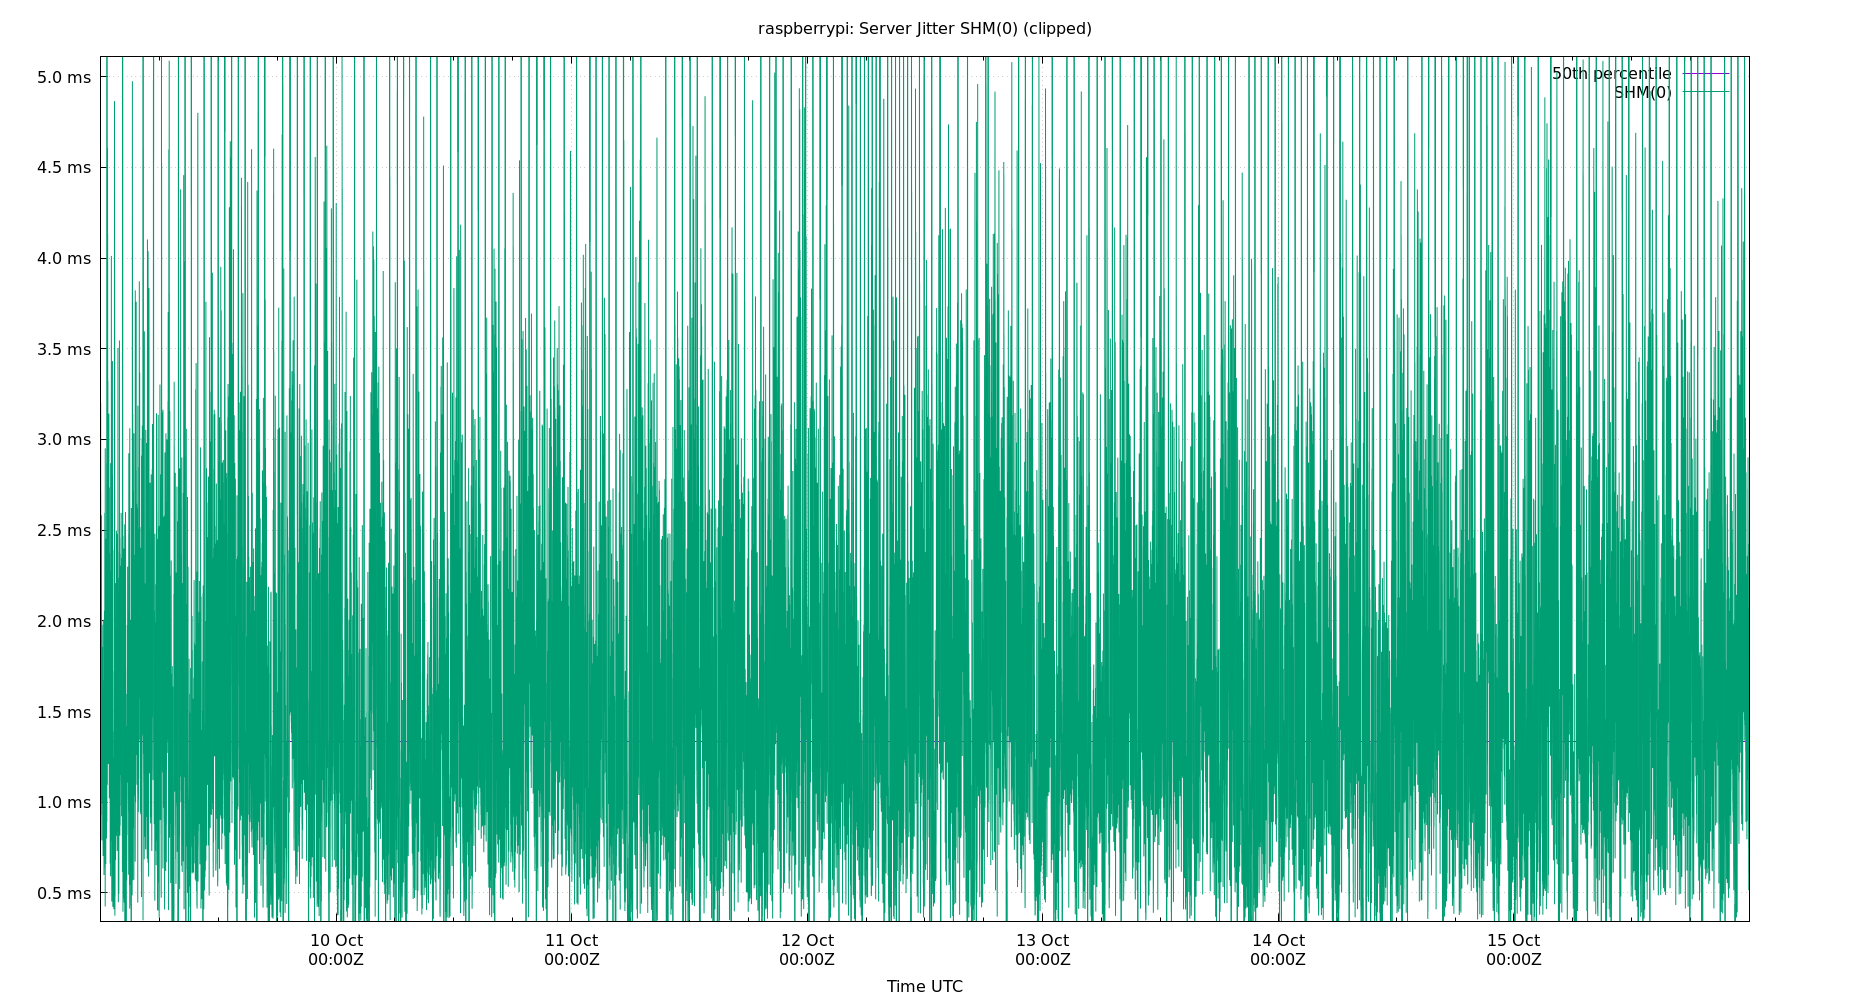 raspberrypi: Server Jitter SHM(0) (clipped)
5.0 ms
4.5 ms
4.0 ms
3.5 ms
3.0 ms
2.5 ms
2.0 ms
1.5 ms
1.0 ms
0.5 ms
50th percentile
SHM(0)
10 Oct
00:00Z
11 Oct
00:00Z
12 Oct
00:00Z
13 Oct
00:00Z
14 Oct
00:00Z
15 Oct
00:00Z
Time UTC